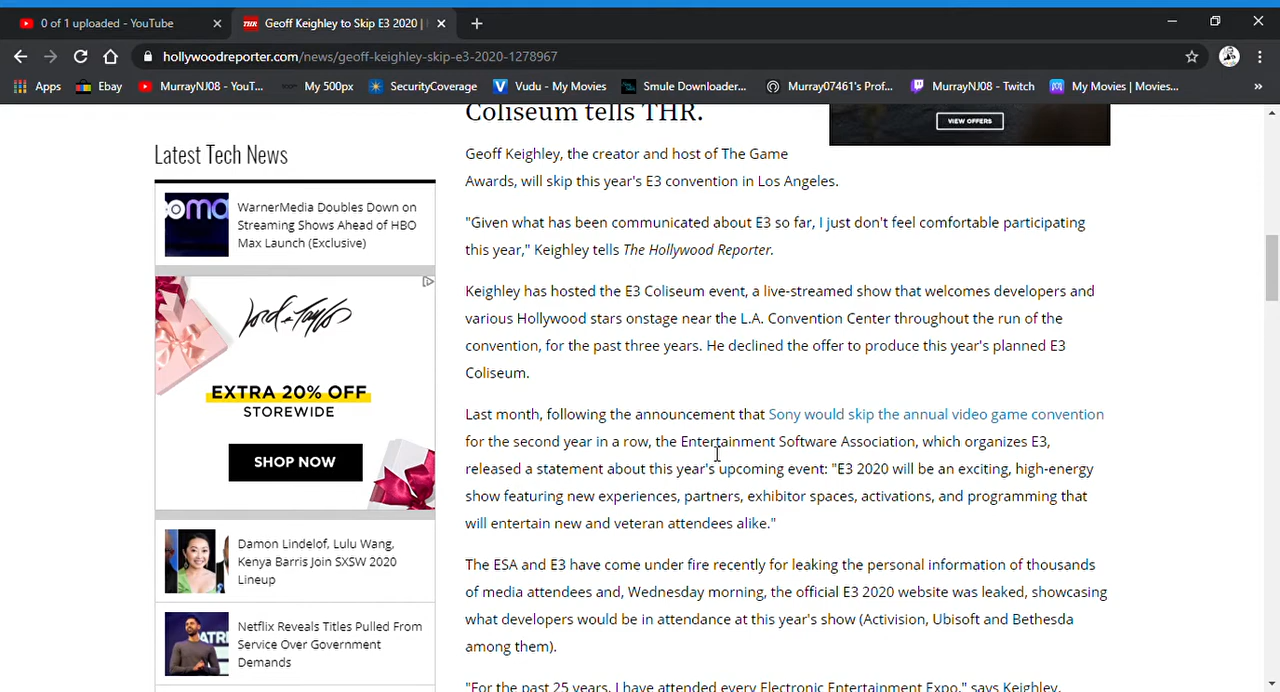 0 of 1 uploaded - YouTube
THR Geoff Keighley to Skip E3 2020 |
hollywoodreporter.com/news/geoff-keighley-skip-e3-2020-1278967
Apps Ebay MurrayNJ08 - YouT... My 500px SecurityCoverage Vudu - My Movies Smule Downloader... Murray07461's Prof... MurrayNJ08 - Twitch My Movies | Movies... »
Coliseum tells THR.
VIEW OFFERS
Geoff Keighley, the creator and host of The Game
Awards, will skip this year's E3 convention in Los Angeles.
"Given what has been communicated about E3 so far, I just don't feel comfortable participating
this year," Keighley tells The Hollywood Reporter.
Keighley has hosted the E3 Coliseum event, a live-streamed show that welcomes developers and
various Hollywood stars onstage near the L.A. Convention Center throughout the run of the
convention, for the past three years. He declined the offer to produce this year's planned E3
Coliseum.
Last month, following the announcement that Sony would skip the annual video game convention
for the second year in a row, the Entertainment Software Association, which organizes E3,
released a statement about this year's upcoming event: "E3 2020 will be an exciting, high-energy
show featuring new experiences, partners, exhibitor spaces, activations, and programming that
will entertain new and veteran attendees alike."
The ESA and E3 have come under fire recently for leaking the personal information of thousands
of media attendees and, Wednesday morning, the official E3 2020 website was leaked, showcasing
what developers would be in attendance at this year's show (Activision, Ubisoft and Bethesda
among them).
"For the past 25 years, I have attended every Electronic Entertainment Expo," says Keighley.
Latest Tech News
WarnerMedia Doubles Down on
Streaming Shows Ahead of HBO
Max Launch (Exclusive)
Lord + Taylor
EXTRA 20% OFF
STOREWIDE
SHOP NOW
Damon Lindelof, Lulu Wang,
Kenya Barris Join SXSW 2020
Lineup
Netflix Reveals Titles Pulled From
Service Over Government
Demands